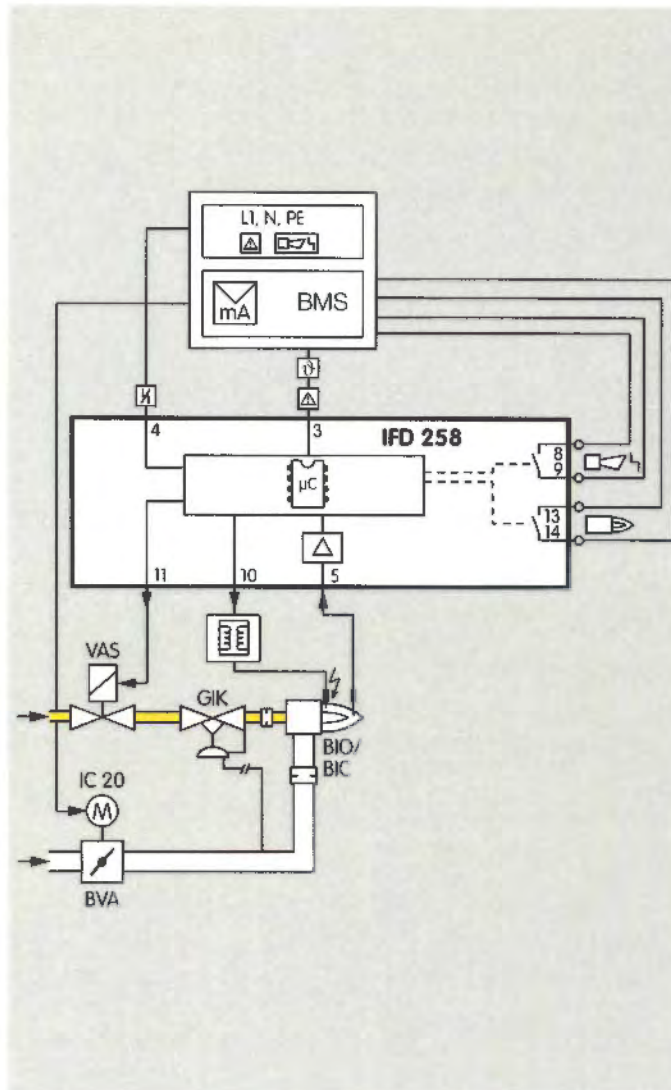 L1, N, PE
mA
BMS
ϑ
4
3
IFD 258
µC
8
9
13
14
11
10
5
VAS
GIK
BIO/
BIC
IC 20
M
BVA